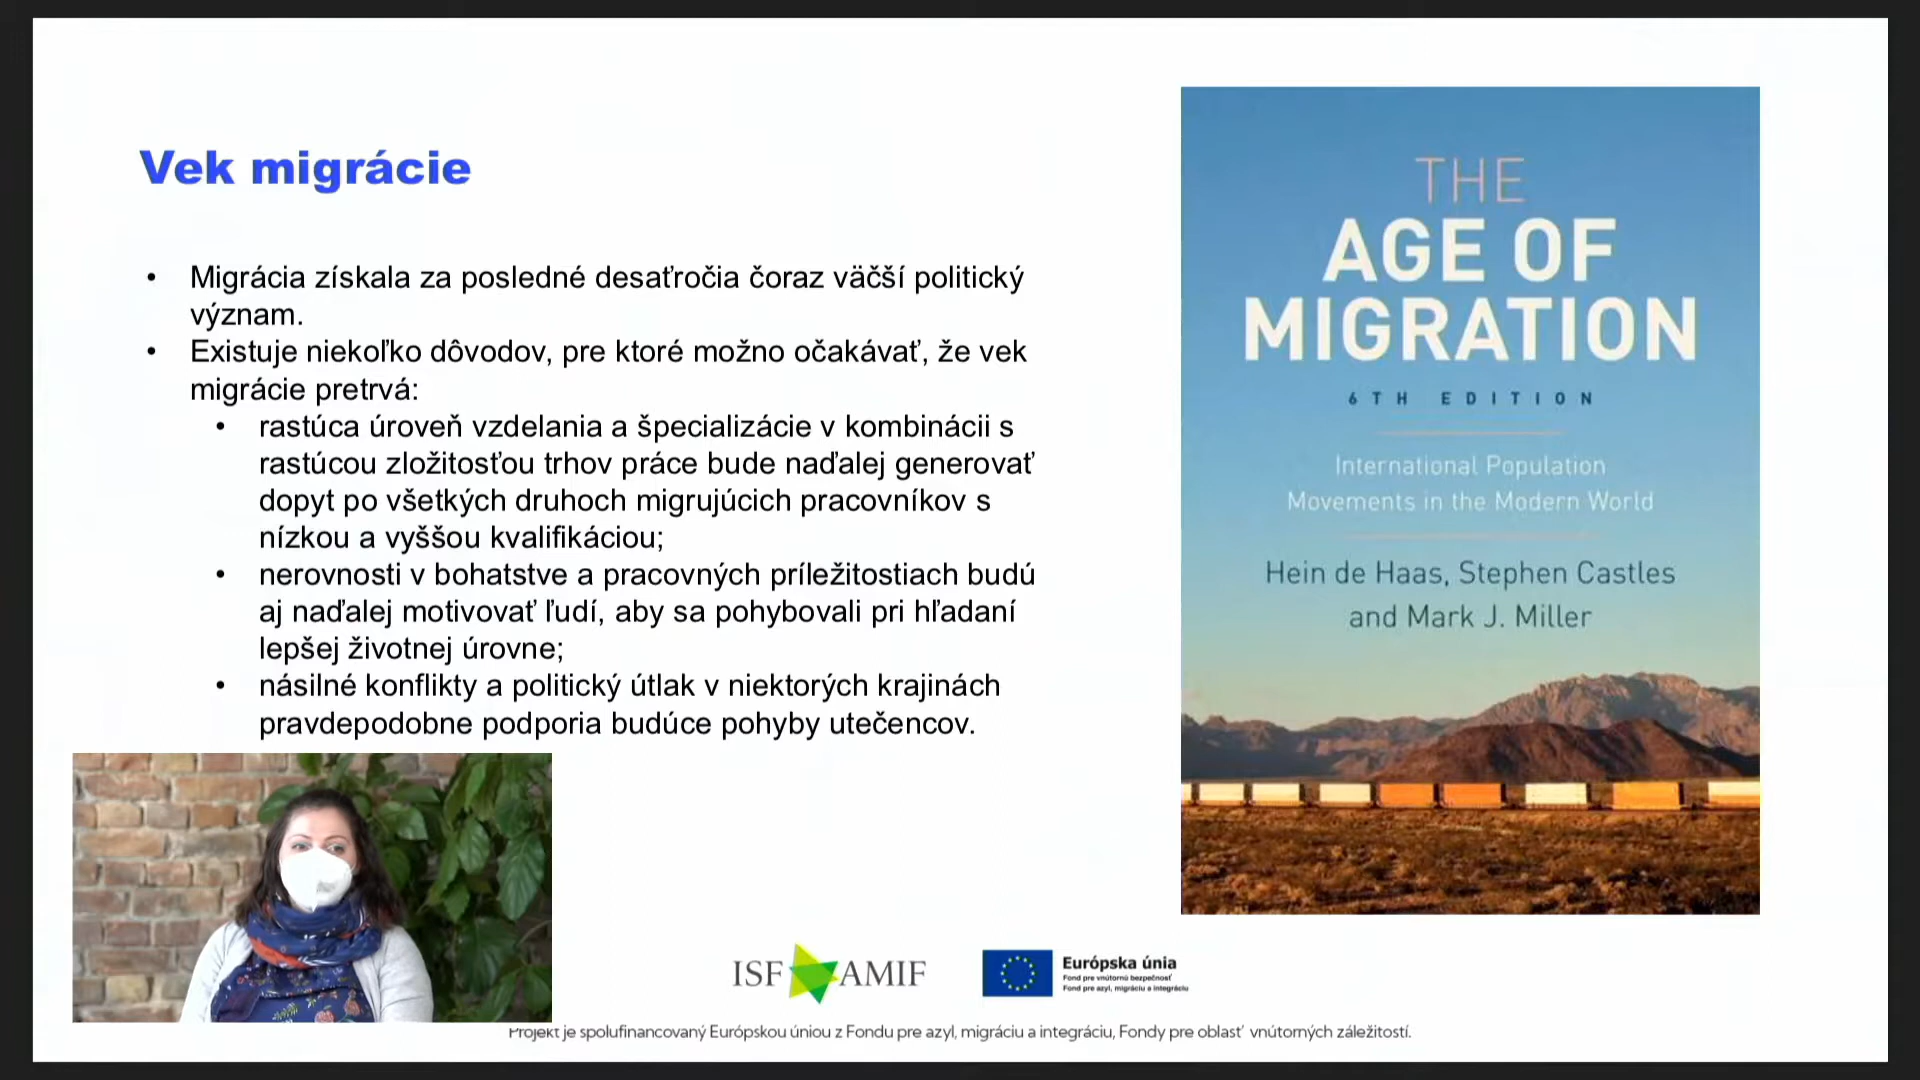 Vek migrácie
• Migrácia získala za posledné desaťročia čoraz väčší politický
význam.
• Existuje niekoľko dôvodov, pre ktoré možno očakávať, že vek
migrácie pretrvá:
• rastúca úroveň vzdelania a špecializácie v kombinácii s
rastúcou zložitosťou trhov práce bude naďalej generovať
dopyt po všetkých druhoch migrujúcich pracovníkov s
nízkou a vyššou kvalifikáciou;
• nerovnosti v bohatstve a pracovných príležitostiach budú
aj naďalej motivovať ľudí, aby sa pohybovali pri hľadaní
lepšej životnej úrovne;
• násilné konflikty a politický útlak v niektorých krajinách
pravdepodobne podporia budúce pohyby utečencov.
THE
AGE OF
MIGRATION
6TH EDITION
International Population
Movements in the Modern World
Hein de Haas, Stephen Castles
and Mark J. Miller
ISF AMIF
Európska únia
Fond pre vnútornú bezpečnosť
Fond pre azyl, migráciu a integráciu
Projekt je spolufinancovaný Európskou úniou z Fondu pre azyl, migráciu a integráciu, Fondy pre oblasť vnútorných záležitostí.